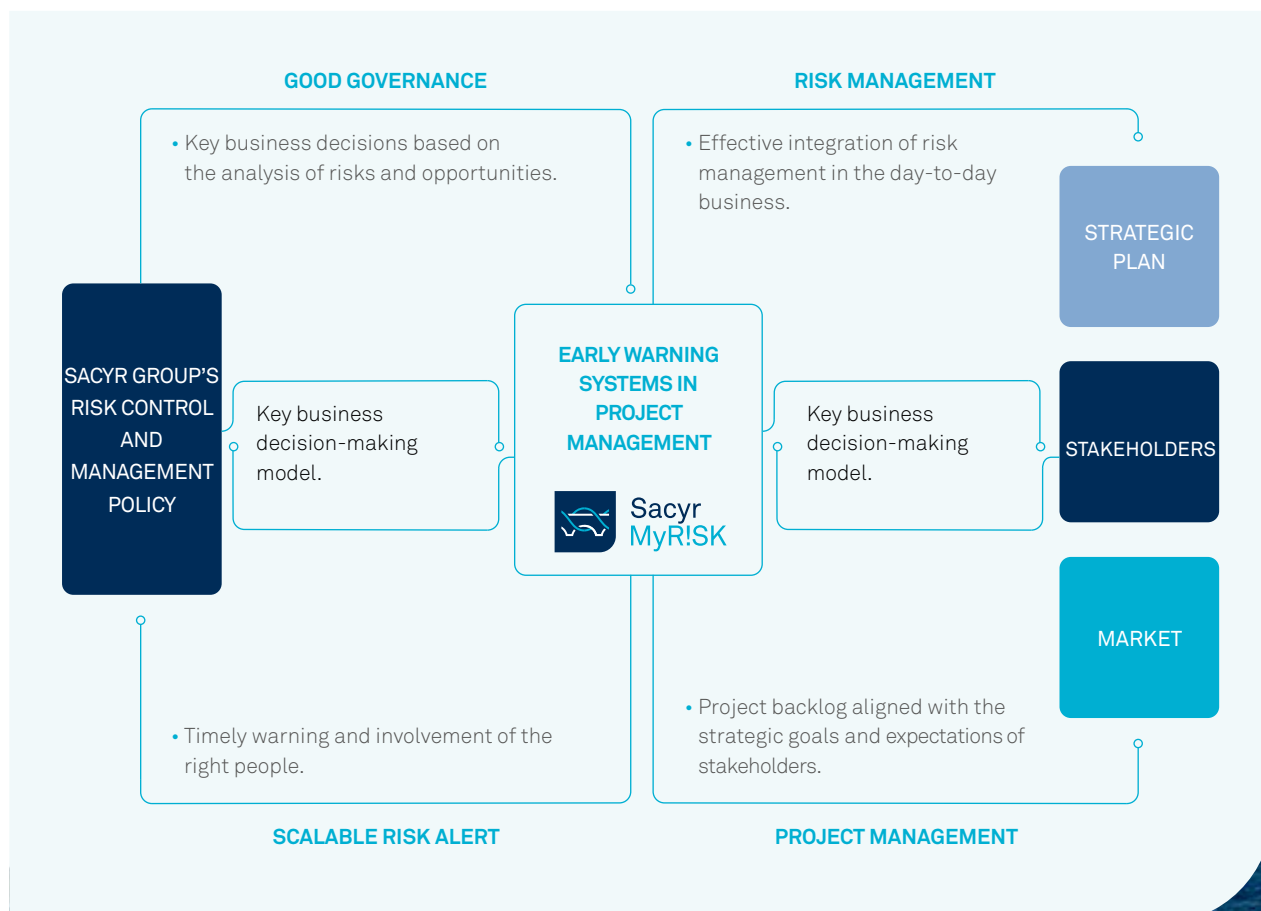 GOOD GOVERNANCE
• Key business decisions based on
the analysis of risks and opportunities.
RISK MANAGEMENT
• Effective integration of risk
management in the day-to-day
business.
SACYR GROUP'S
RISK CONTROL
AND
MANAGEMENT
POLICY
Key business
decision-making
model.
EARLY WARNING
SYSTEMS IN
PROJECT
MANAGEMENT
Sacyr
MyR!SK
Key business
decision-making
model.
STRATEGIC
PLAN
STAKEHOLDERS
MARKET
• Timely warning and involvement of the
right people.
SCALABLE RISK ALERT
• Project backlog aligned with the
strategic goals and expectations of
stakeholders.
PROJECT MANAGEMENT